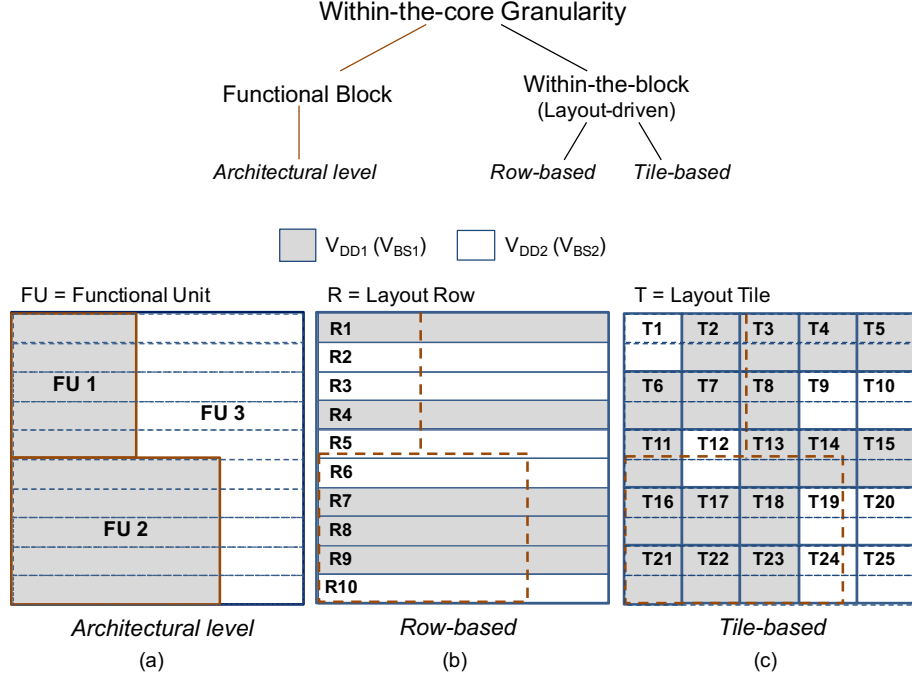 Within-the-core Granularity
Functional Block
Within-the-block
(Layout-driven)
Architectural level
Row-based
Tile-based
VDD1 (VBS1)
VDD2 (VBS2)
FU = Functional Unit
R = Layout Row
T = Layout Tile
FU 1
FU 3
FU 2
R1
R2
R3
R4
R5
R6
R7
R8
R9
R10
T1 T2 T3 T4 T5
T6 T7 T8 T9 T10
T11 T12 T13 T14 T15
T16 T17 T18 T19 T20
T21 T22 T23 T24 T25
Architectural level
Row-based
Tile-based
(a)
(b)
(c)